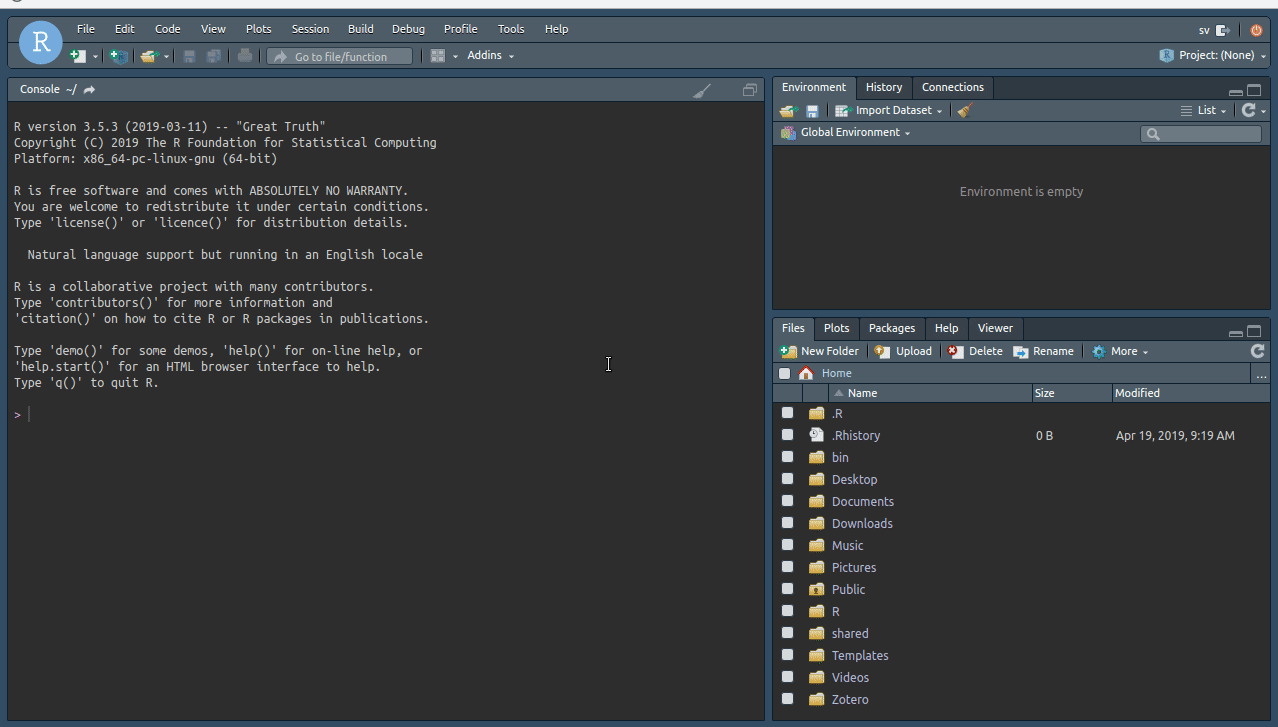 R
File Edit Code View Plots Session Build Debug Profile Tools Help
sv
Go to file/function
Addins
Project: (None)
Console ~/
R version 3.5.3 (2019-03-11) -- "Great Truth"
Copyright (C) 2019 The R Foundation for Statistical Computing
Platform: x86_64-pc-linux-gnu (64-bit)
R is free software and comes with ABSOLUTELY NO WARRANTY.
You are welcome to redistribute it under certain conditions.
Type 'license()' or 'licence()' for distribution details.
Natural language support but running in an English locale
R is a collaborative project with many contributors.
Type 'contributors()' for more information and
'citation()' on how to cite R or R packages in publications.
Type 'demo()' for some demos, 'help()' for on-line help, or
'help.start()' for an HTML browser interface to help.
Type 'q()' to quit R.
>
Environment History Connections
Import Dataset
List
Global Environment
Environment is empty
Files Plots Packages Help Viewer
New Folder Upload Delete Rename More
Home ...
Name Size Modified
.R
.Rhistory 0 B Apr 19, 2019, 9:19 AM
bin
Desktop
Documents
Downloads
Music
Pictures
Public
R
shared
Templates
Videos
Zotero